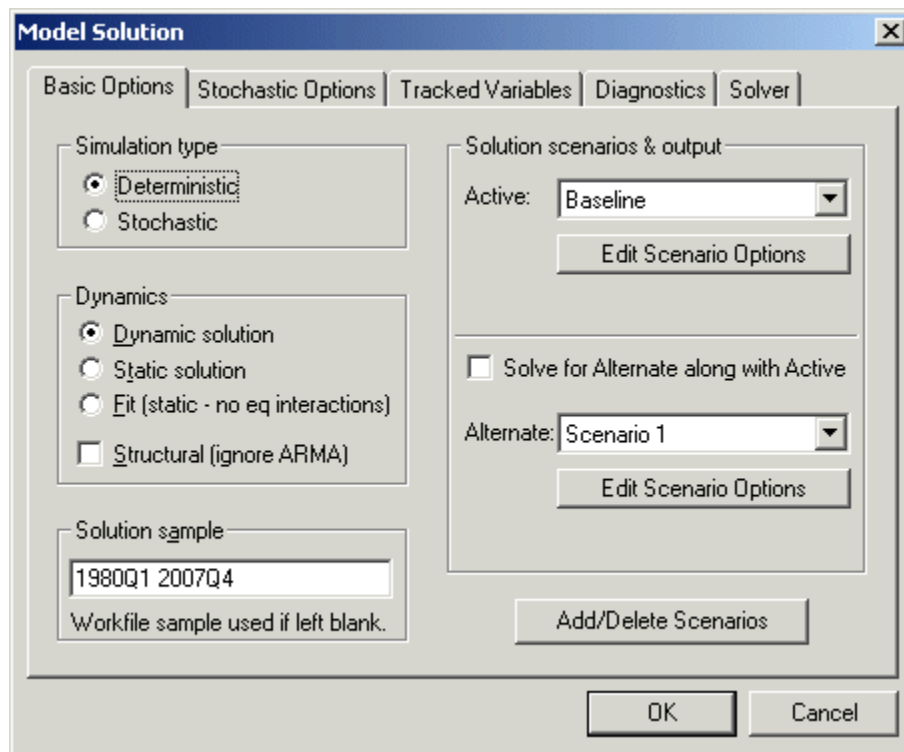 Model Solution
Basic Options
Stochastic Options
Tracked Variables
Diagnostics
Solver
Simulation type
Deterministic
Stochastic
Dynamics
Dynamic solution
Static solution
Fit (static - no eq interactions)
Structural (ignore ARMA)
Solution sample
1980Q1 2007Q4
Workfile sample used if left blank.
Solution scenarios & output
Active: Baseline
Edit Scenario Options
Solve for Alternate along with Active
Alternate: Scenario 1
Edit Scenario Options
Add/Delete Scenarios
OK
Cancel